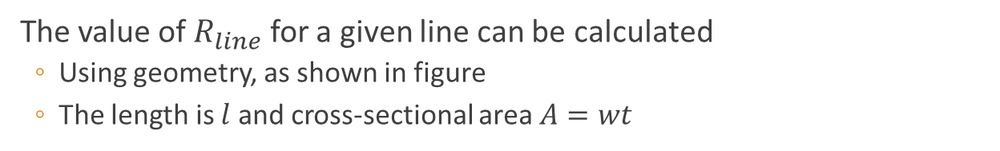 The value of R_line for a given line can be calculated
◦ Using geometry, as shown in figure
◦ The length is l and cross-sectional area A = wt